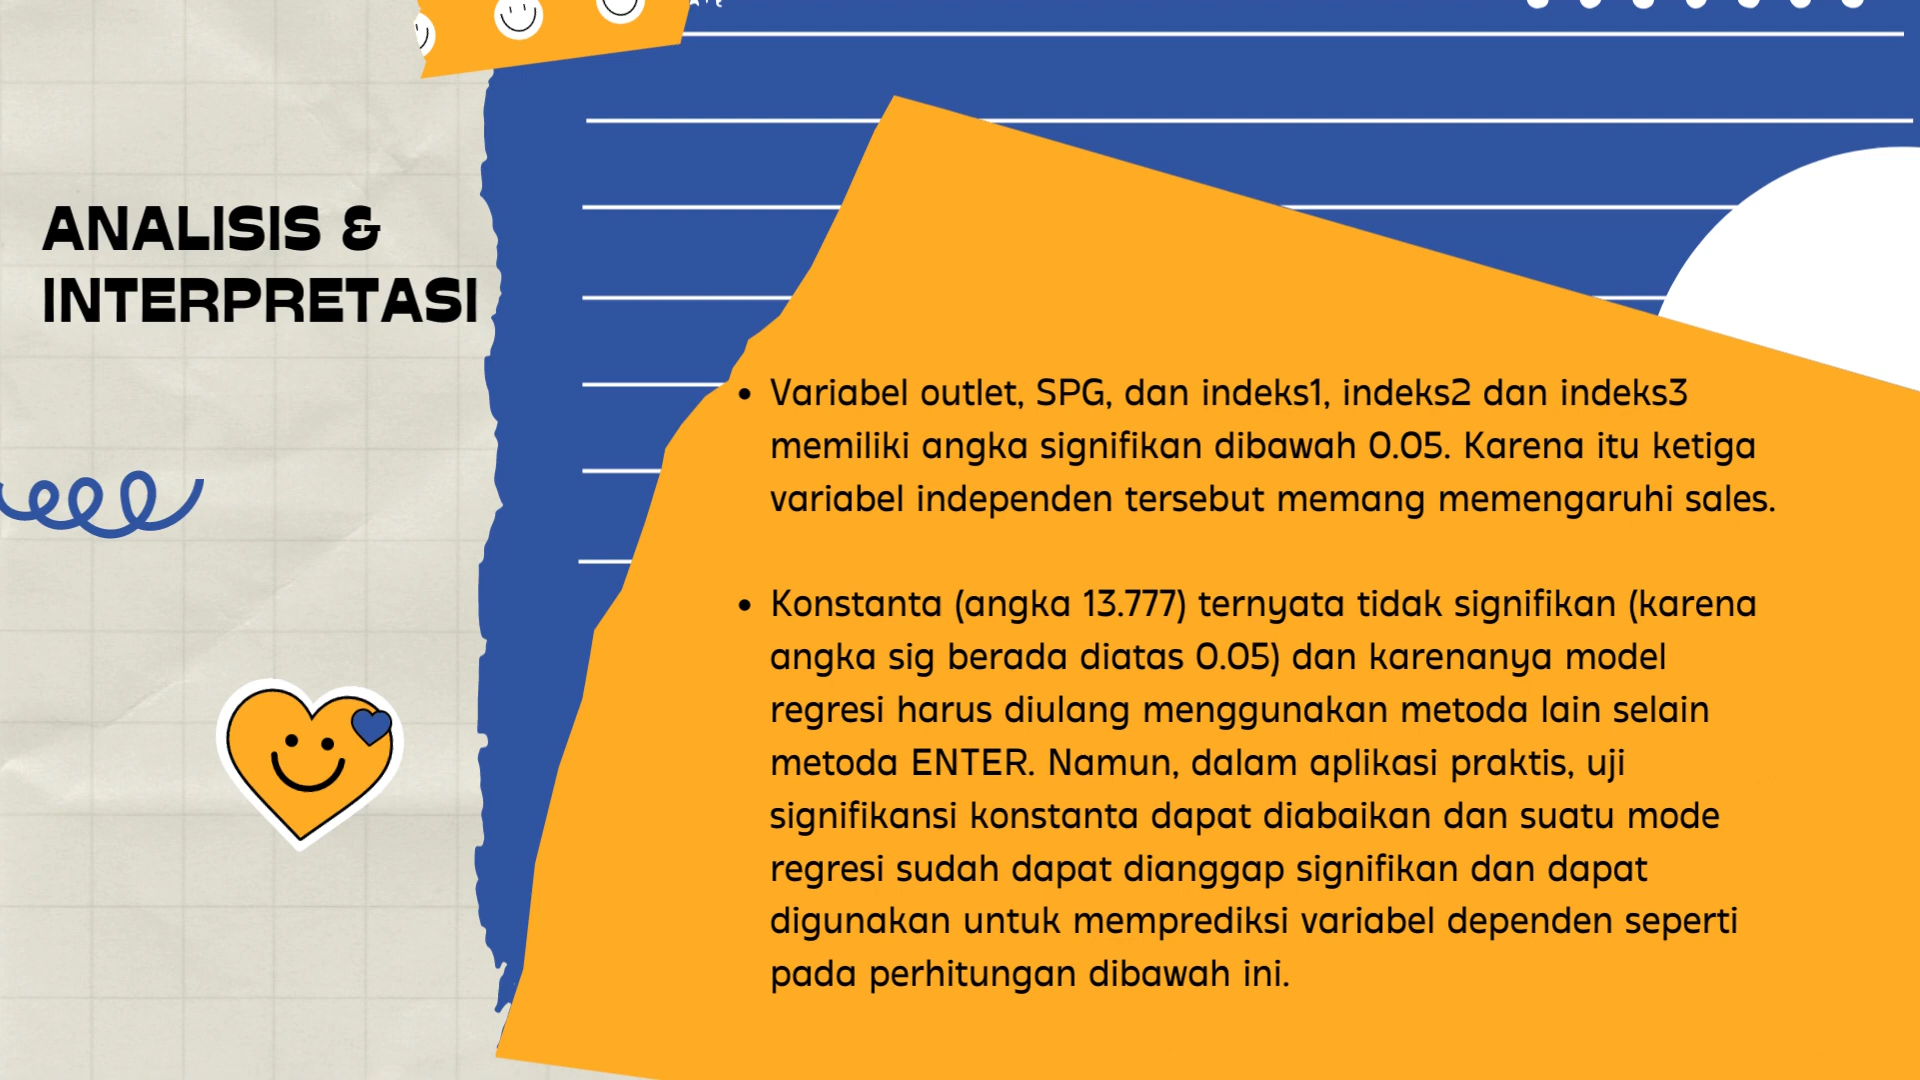 ANALISIS &
INTERPRETASI
• Variabel outlet, SPG, dan indeks1, indeks2 dan indeks3
memiliki angka signifikan dibawah 0.05. Karena itu ketiga
variabel independen tersebut memang memengaruhi sales.
• Konstanta (angka 13.777) ternyata tidak signifikan (karena
angka sig berada diatas 0.05) dan karenanya model
regresi harus diulang menggunakan metoda lain selain
metoda ENTER. Namun, dalam aplikasi praktis, uji
signifikansi konstanta dapat diabaikan dan suatu mode
regresi sudah dapat dianggap signifikan dan dapat
digunakan untuk memprediksi variabel dependen seperti
pada perhitungan dibawah ini.